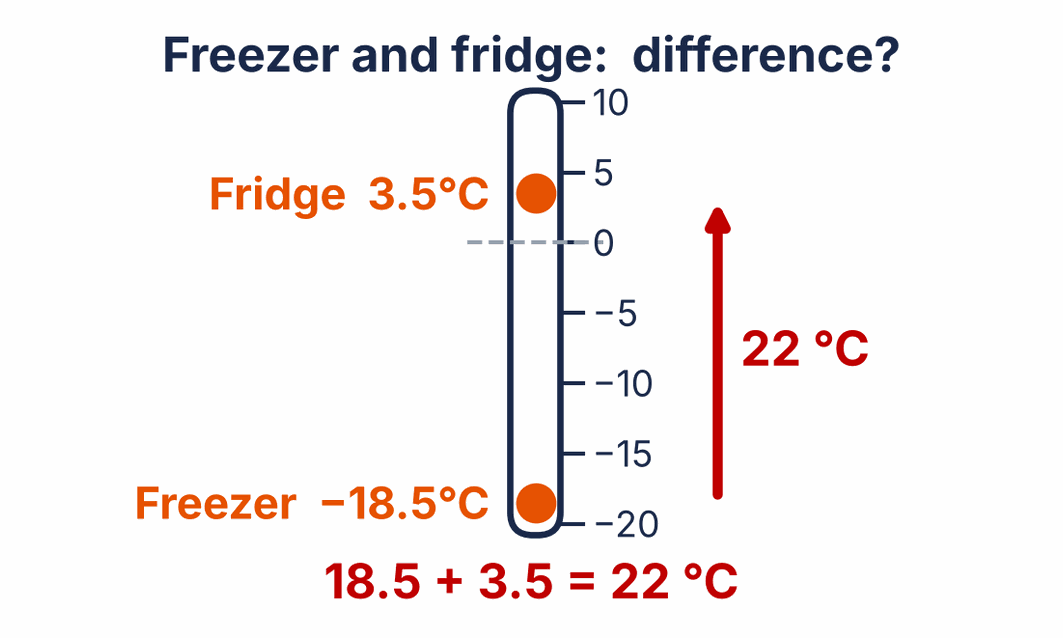 Freezer and fridge: difference?
10
5
Fridge 3.5°C
0
−5
22 °C
−10
−15
Freezer −18.5°C
−20
18.5 + 3.5 = 22 °C